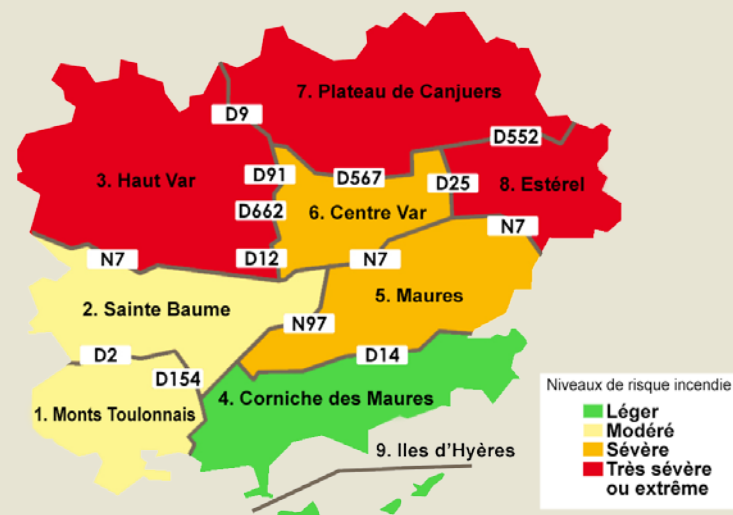 7. Plateau de Canjuers
D9
D552
3. Haut Var
D91
D567
D25
8. Estérel
D662
6. Centre Var
N7
N7
D12
N7
5. Maures
2. Sainte Baume
N97
D2
D14
D154
4. Corniche des Maures
1. Monts Toulonnais
9. Iles d'Hyères
Niveaux de risque incendie
Léger
Modéré
Sévère
Très sévère
ou extrême